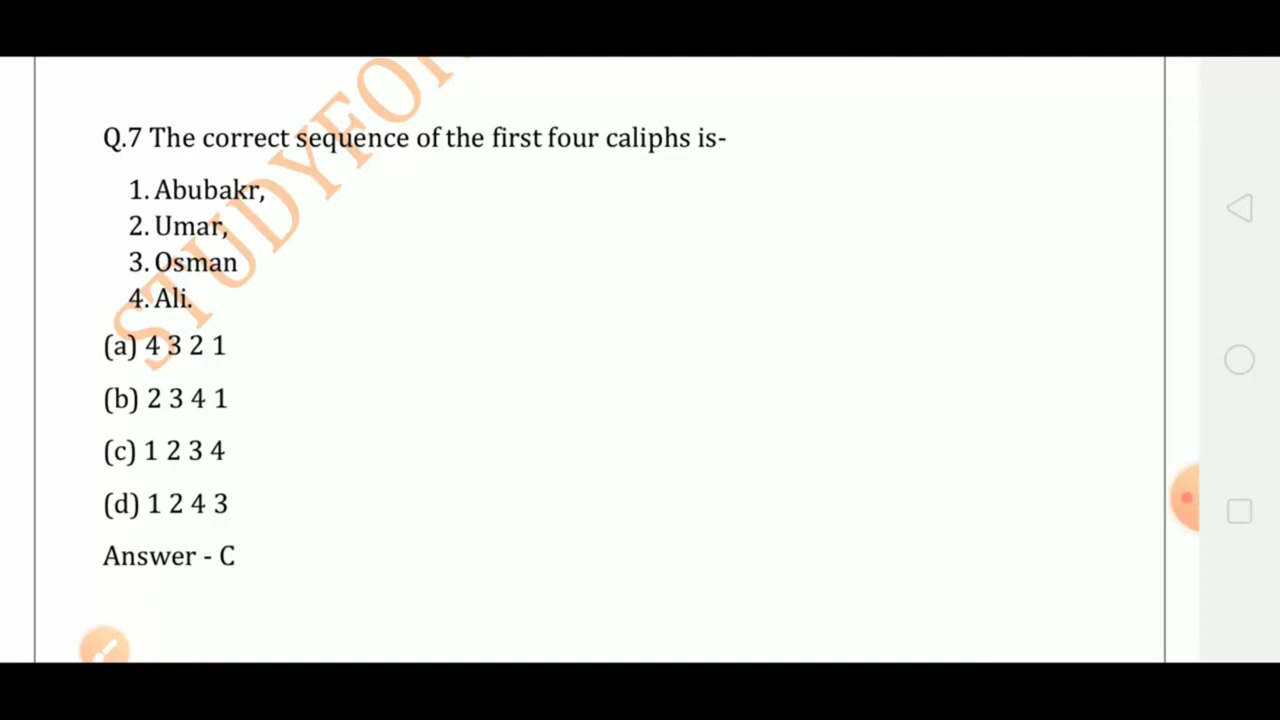 STUDYFOR
Q.7 The correct sequence of the first four caliphs is-
1. Abubakr,
2. Umar,
3. Osman
4. Ali.
(a) 4 3 2 1
(b) 2 3 4 1
(c) 1 2 3 4
(d) 1 2 4 3
Answer - C